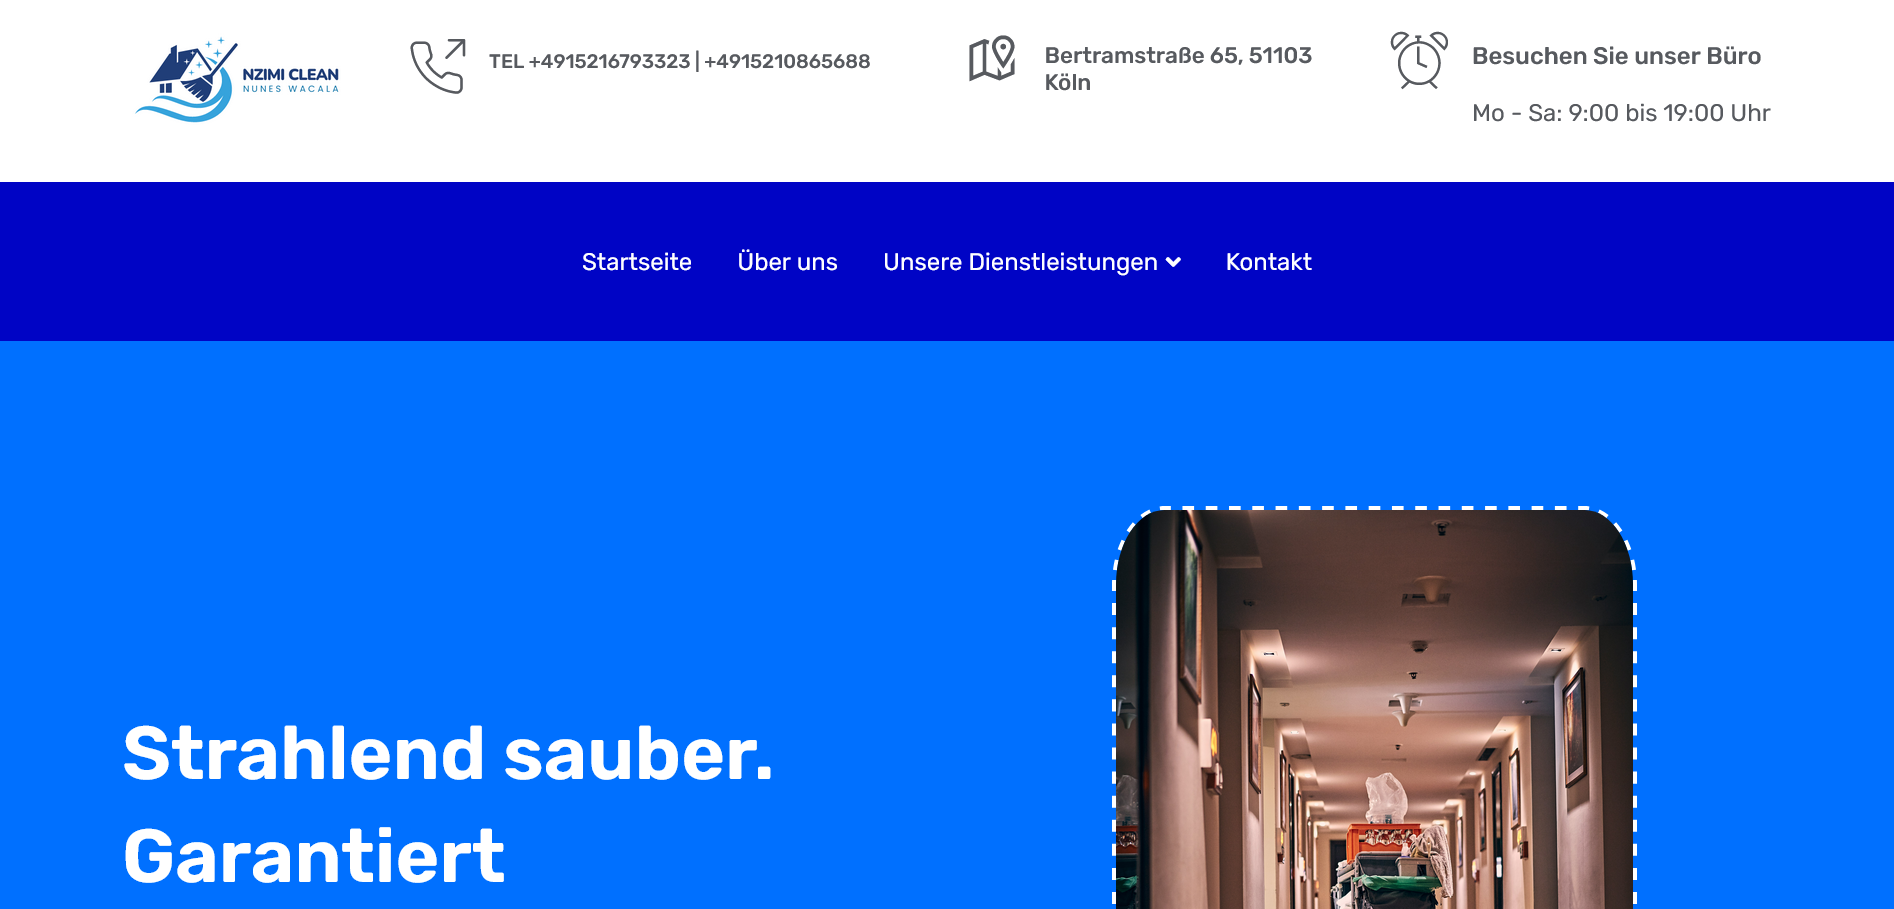 NZIMI CLEAN
NUNES WACALA
TEL +4915216793323 | +4915210865688
Bertramstraße 65, 51103
Köln
Besuchen Sie unser Büro
Mo - Sa: 9:00 bis 19:00 Uhr
Startseite
Über uns
Unsere Dienstleistungen
Kontakt
Strahlend sauber.
Garantiert